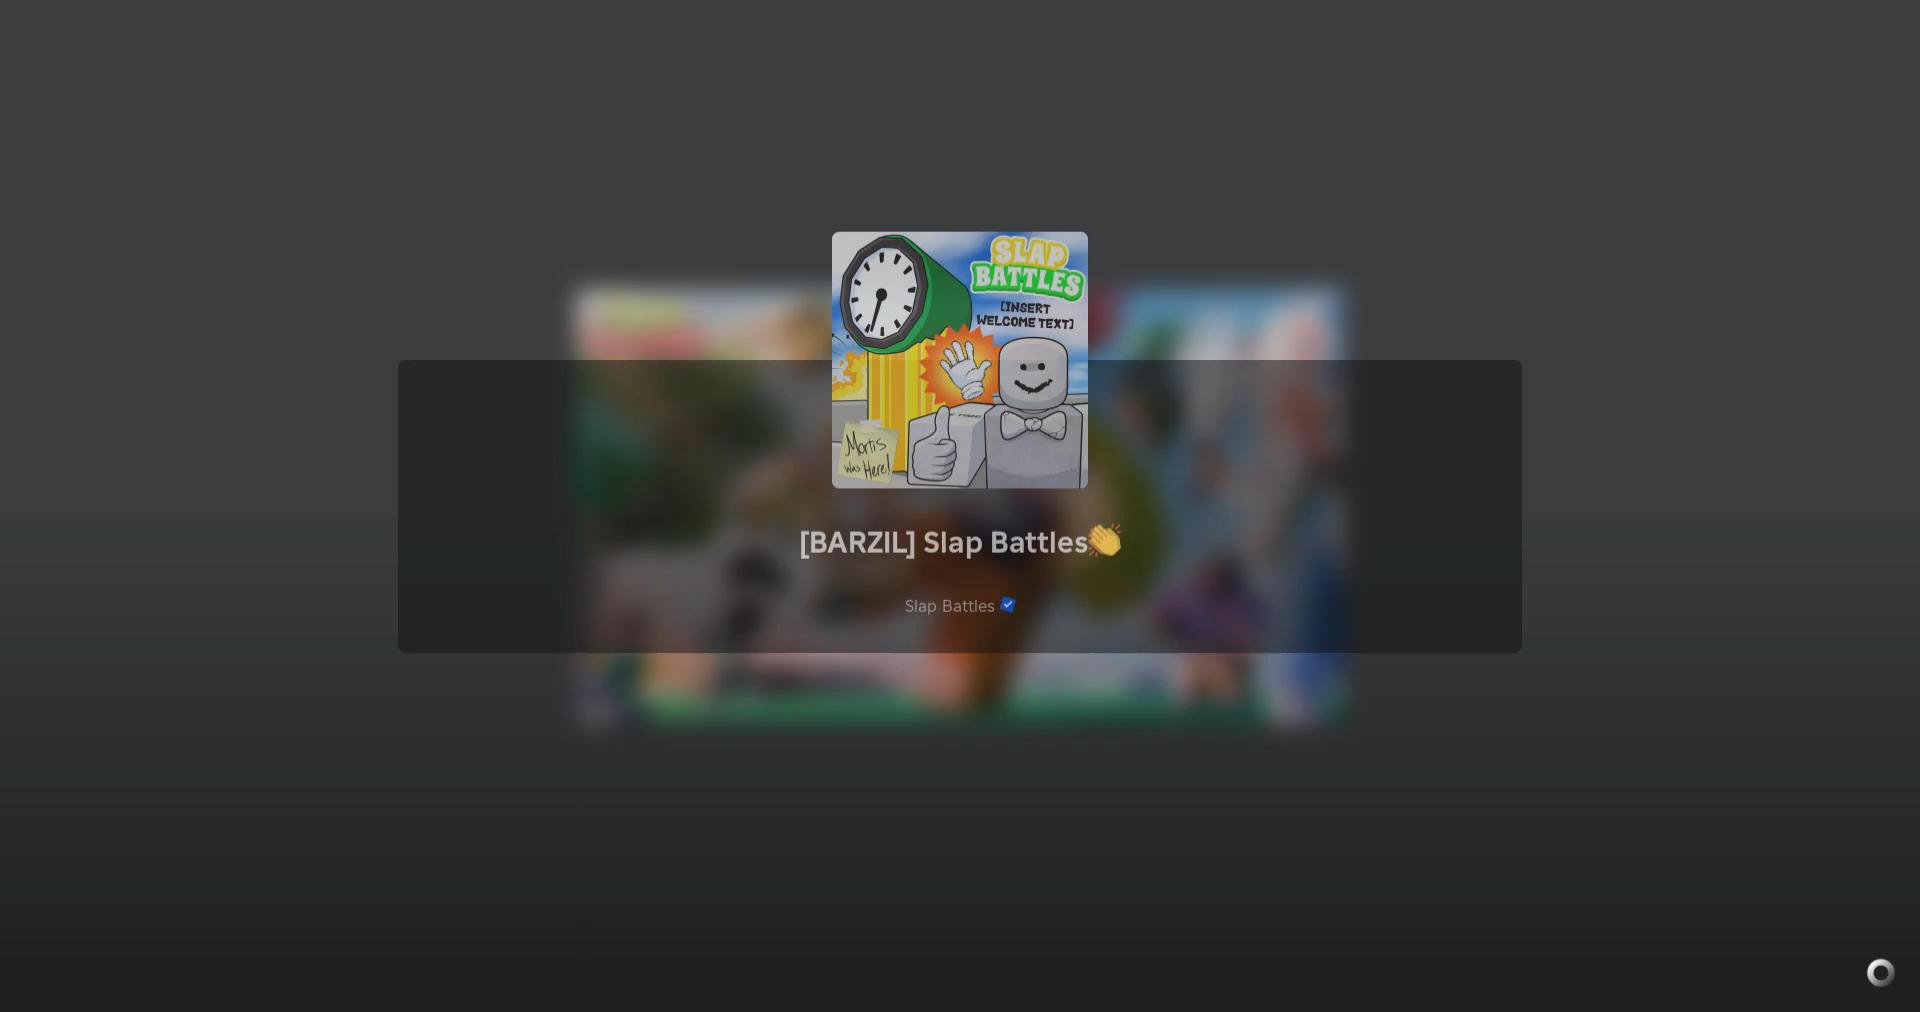 SLAP
BATTLES
[INSERT
WELCOME TEXT]
Mortis
Was Here!
[BARZIL] Slap Battles👏
Slap Battles